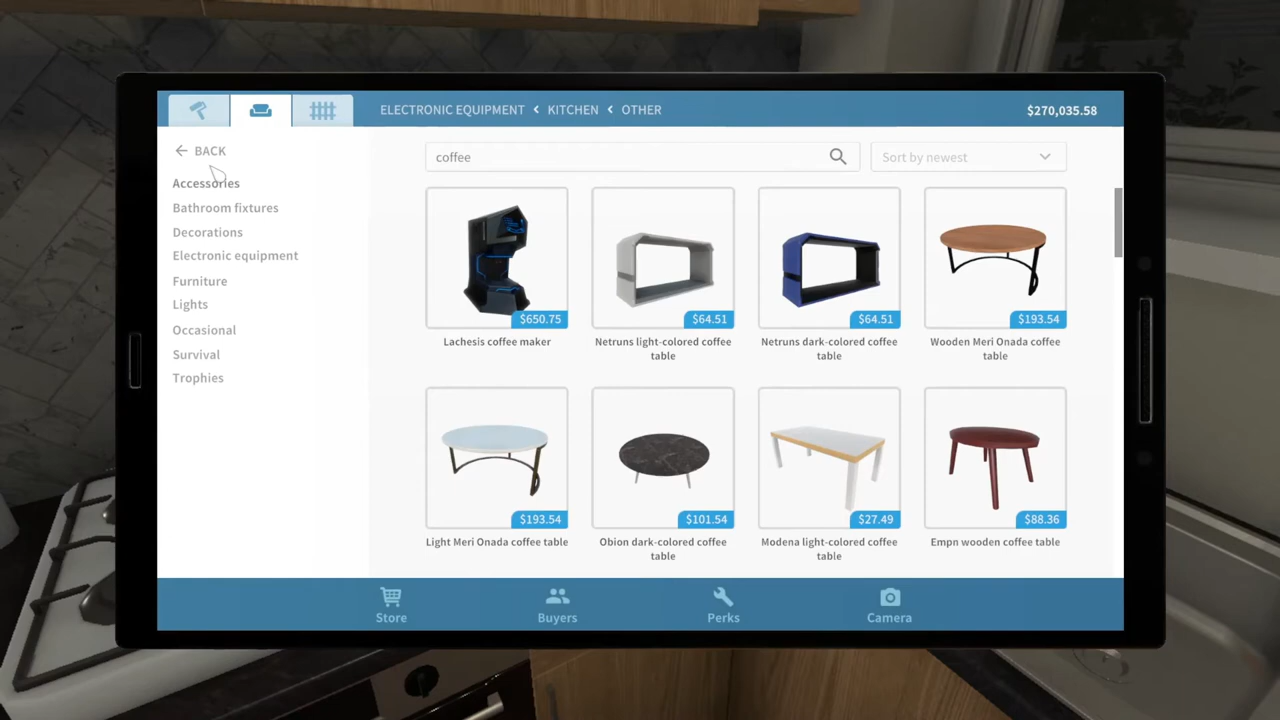 ELECTRONIC EQUIPMENT < KITCHEN < OTHER
$270,035.58
BACK
Accessories
Bathroom fixtures
Decorations
Electronic equipment
Furniture
Lights
Occasional
Survival
Trophies
coffee
Sort by newest
$650.75
$64.51
$64.51
$193.54
Lachesis coffee maker
Netruns light-colored coffee
table
Netruns dark-colored coffee
table
Wooden Meri Onada coffee
table
$193.54
$101.54
$27.49
$88.36
Light Meri Onada coffee table
Obion dark-colored coffee
table
Modena light-colored coffee
table
Empn wooden coffee table
Store
Buyers
Perks
Camera